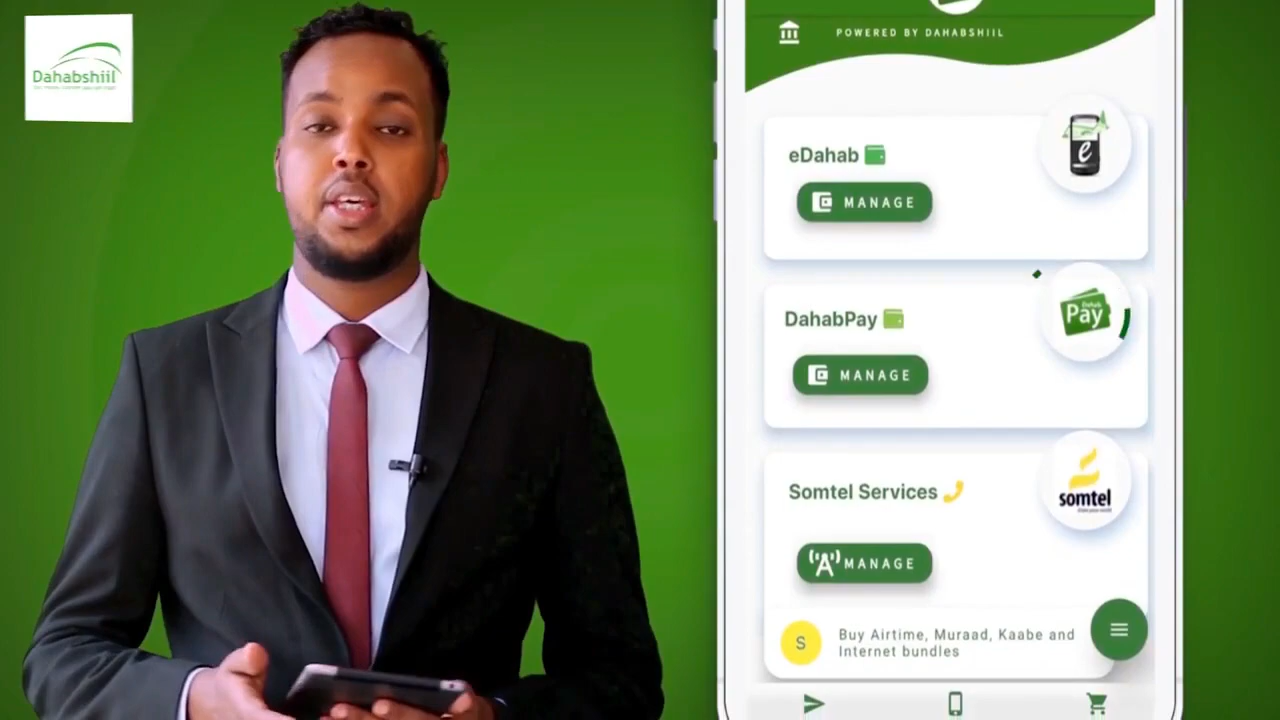 Dahabshiil
POWERED BY DAHABSHIIL
eDahab
MANAGE
e
DahabPay
MANAGE
Dahab
Pay
Somtel Services
somtel
MANAGE
S
Buy Airtime, Muraad, Kaabe and
Internet bundles